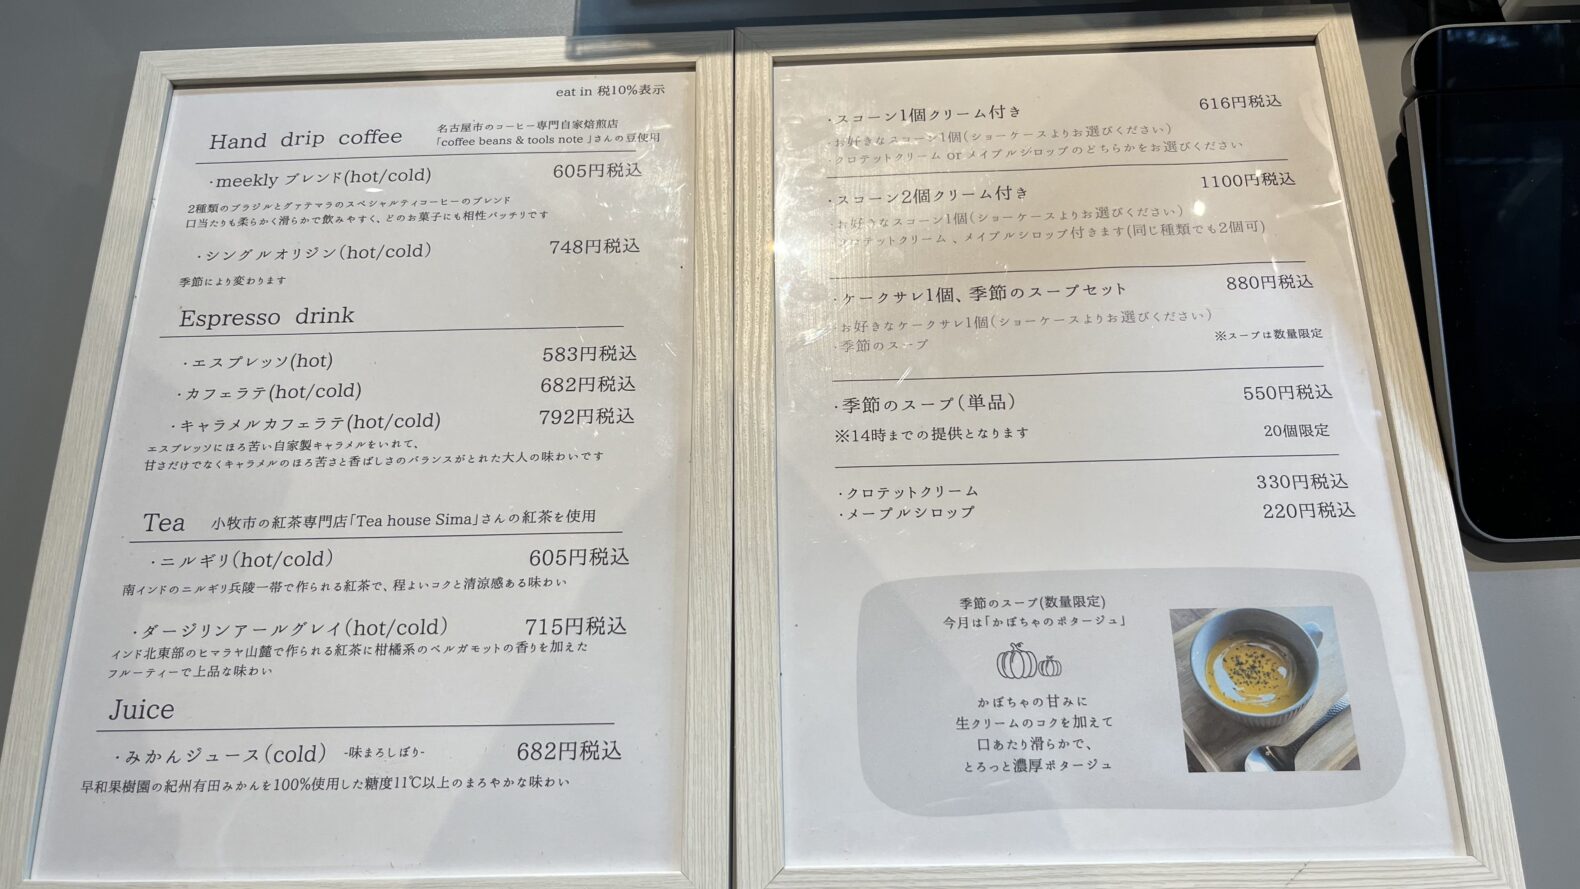 eat in 税10%表示
Hand drip coffee
名古屋市のコーヒー専門自家焙煎店
「coffee beans & tools note 」さんの豆使用
・meekly ブレンド(hot/cold)
605円税込
2種類のブラジルとグァテマラのスペシャルティコーヒーのブレンド
口当たりも柔らかく滑らかで飲みやすく、どのお菓子にも相性バッチリです
・シングルオリジン(hot/cold)
748円税込
季節により変わります
Espresso drink
・エスプレッソ(hot)
583円税込
・カフェラテ(hot/cold)
682円税込
・キャラメルカフェラテ(hot/cold)
792円税込
エスプレッソにほろ苦い自家製キャラメルをいれて、
甘さだけでなくキャラメルのほろ苦さと香ばしさのバランスがとれた大人の味わいです
Tea
小牧市の紅茶専門店「Tea house Sima」さんの紅茶を使用
・ニルギリ(hot/cold)
605円税込
南インドのニルギリ丘陵一帯で作られる紅茶で、程よいコクと清涼感ある味わい
・ダージリンアールグレイ(hot/cold)
715円税込
インド北東部のヒマラヤ山麓で作られる紅茶に柑橘系のベルガモットの香りを加えた
フルーティーで上品な味わい
Juice
・みかんジュース(cold) -味まろしぼり-
682円税込
早和果樹園の紀州有田みかんを100%使用した糖度11℃以上のまろやかな味わい
・スコーン1個クリーム付き
616円税込
・お好きなスコーン1個(ショーケースよりお選びください)
・クロテットクリーム or メイプルシロップのどちらかをお選びください
・スコーン2個クリーム付き
1100円税込
・お好きなスコーン1個(ショーケースよりお選びください)
・クロテットクリーム 、メイプルシロップ付きます(同じ種類でも2個可)
・ケークサレ1個、季節のスープセット
880円税込
・お好きなケークサレ1個(ショーケースよりお選びください)
・季節のスープ
※スープは数量限定
・季節のスープ(単品)
550円税込
※14時までの提供となります
20個限定
・クロテットクリーム
330円税込
・メープルシロップ
220円税込
季節のスープ(数量限定)
今月は「かぼちゃのポタージュ」
かぼちゃの甘みに
生クリームのコクを加えて
口あたり滑らかで、
とろっと濃厚ポタージュ